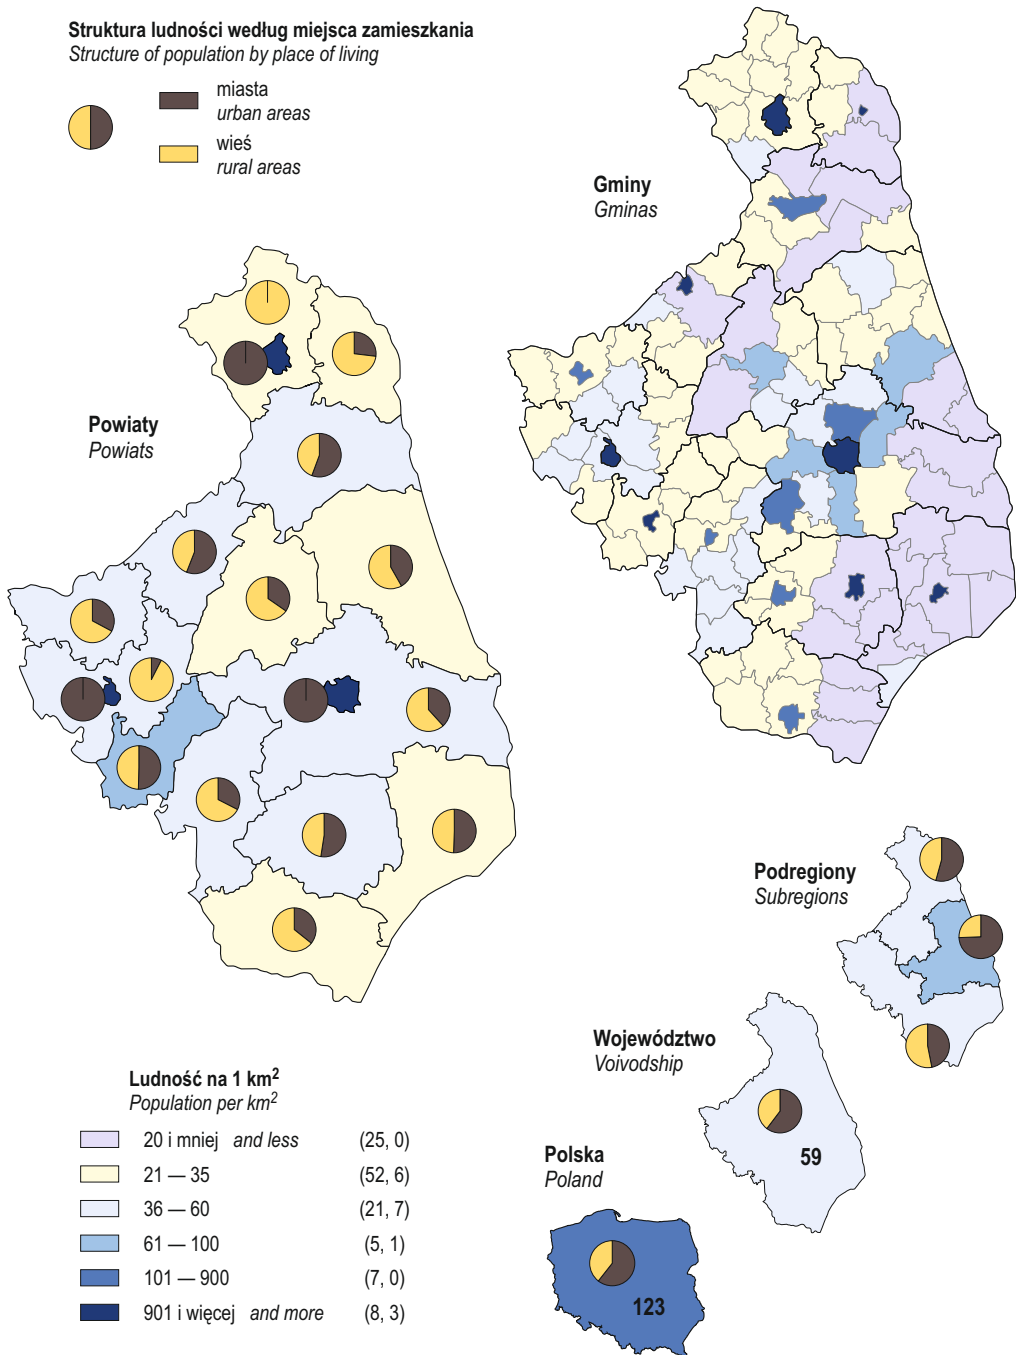 Struktura ludności według miejsca zamieszkania
Structure of population by place of living
miasta
urban areas
wieś
rural areas
Gminy
Gminas
Powiaty
Powiats
Podregiony
Subregions
Województwo
Voivodship
59
Polska
Poland
123
Ludność na 1 km²
Population per km²
20 i mniej and less (25, 0)
21 — 35 (52, 6)
36 — 60 (21, 7)
61 — 100 (5, 1)
101 — 900 (7, 0)
901 i więcej and more (8, 3)